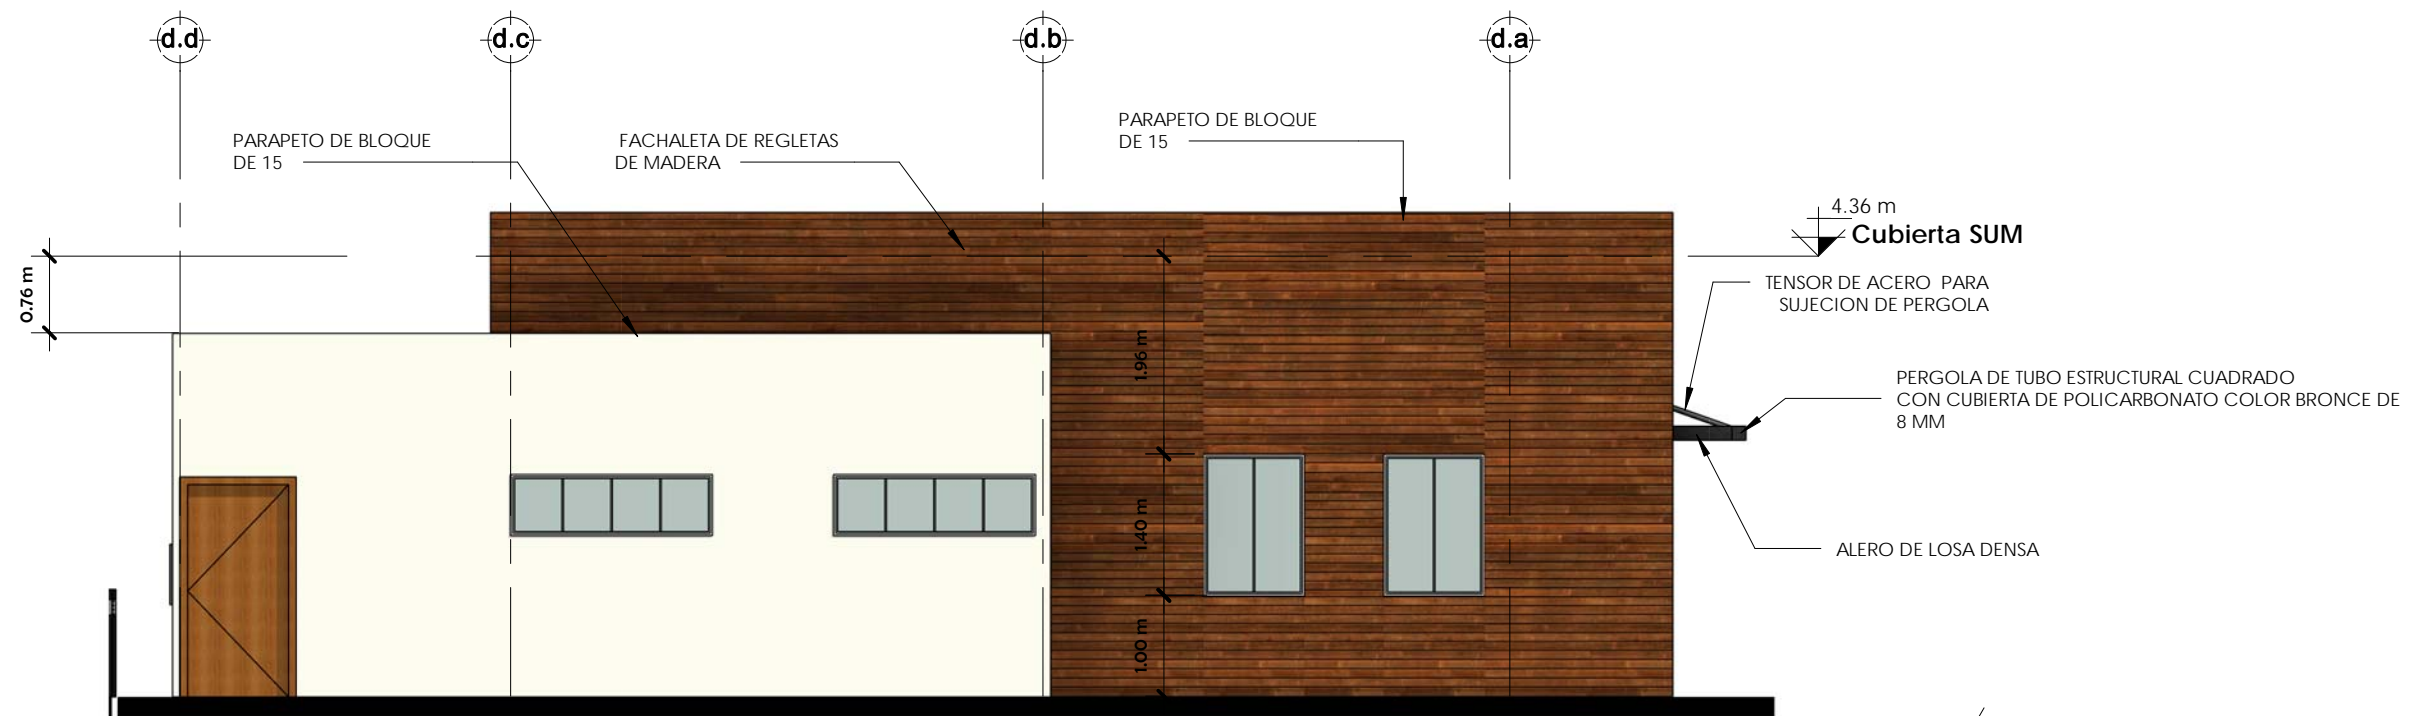 d.d
d.c
d.b
d.a
PARAPETO DE BLOQUE
DE 15
FACHALETA DE REGLETAS
DE MADERA
PARAPETO DE BLOQUE
DE 15
4.36 m
Cubierta SUM
0.76 m
TENSOR DE ACERO PARA
SUJECION DE PERGOLA
1.96 m
PERGOLA DE TUBO ESTRUCTURAL CUADRADO
CON CUBIERTA DE POLICARBONATO COLOR BRONCE DE
8 MM
1.40 m
ALERO DE LOSA DENSA
1.00 m